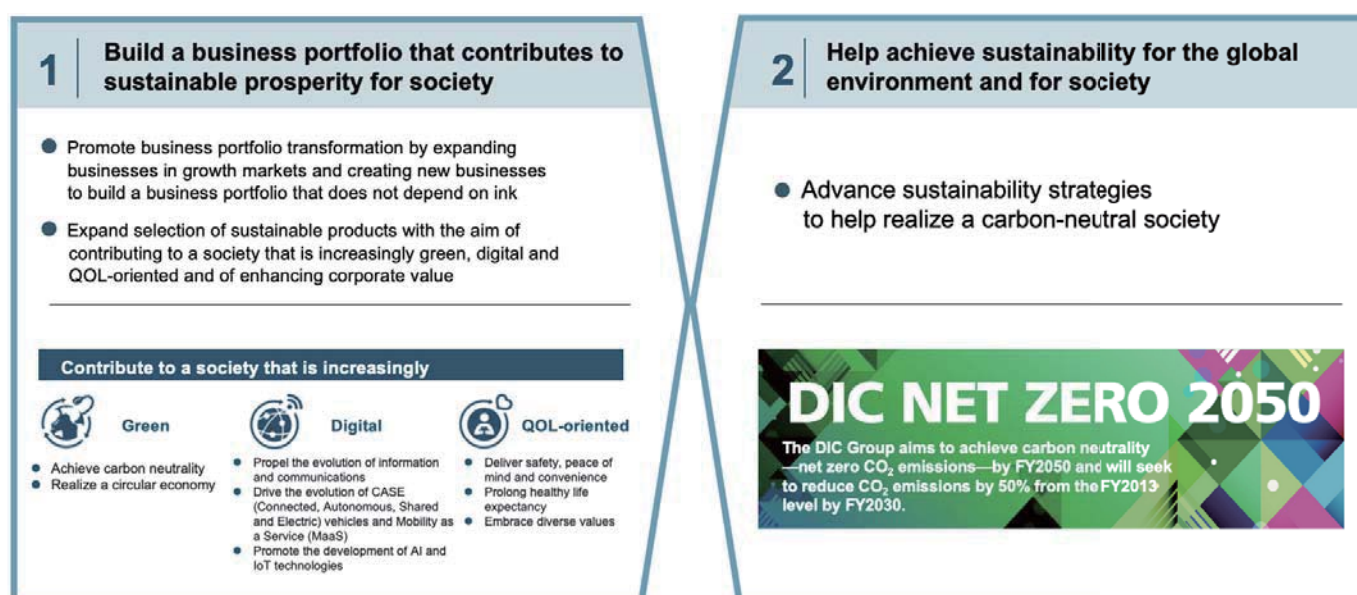 1
Build a business portfolio that contributes to
sustainable prosperity for society
● Promote business portfolio transformation by expanding
businesses in growth markets and creating new businesses
to build a business portfolio that does not depend on ink
● Expand selection of sustainable products with the aim of
contributing to a society that is increasingly green, digital and
QOL-oriented and of enhancing corporate value
Contribute to a society that is increasingly
Green
● Achieve carbon neutrality
● Realize a circular economy
Digital
● Propel the evolution of information
and communications
● Drive the evolution of CASE
(Connected, Autonomous, Shared
and Electric) vehicles and Mobility as
a Service (MaaS)
● Promote the development of AI and
IoT technologies
QOL-oriented
● Deliver safety, peace of
mind and convenience
● Prolong healthy life
expectancy
● Embrace diverse values
2
Help achieve sustainability for the global
environment and for society
● Advance sustainability strategies
to help realize a carbon-neutral society
DIC NET ZERO 2050
The DIC Group aims to achieve carbon neutrality
—net zero CO₂ emissions—by FY2050 and will seek
to reduce CO₂ emissions by 50% from the FY2013
level by FY2030.